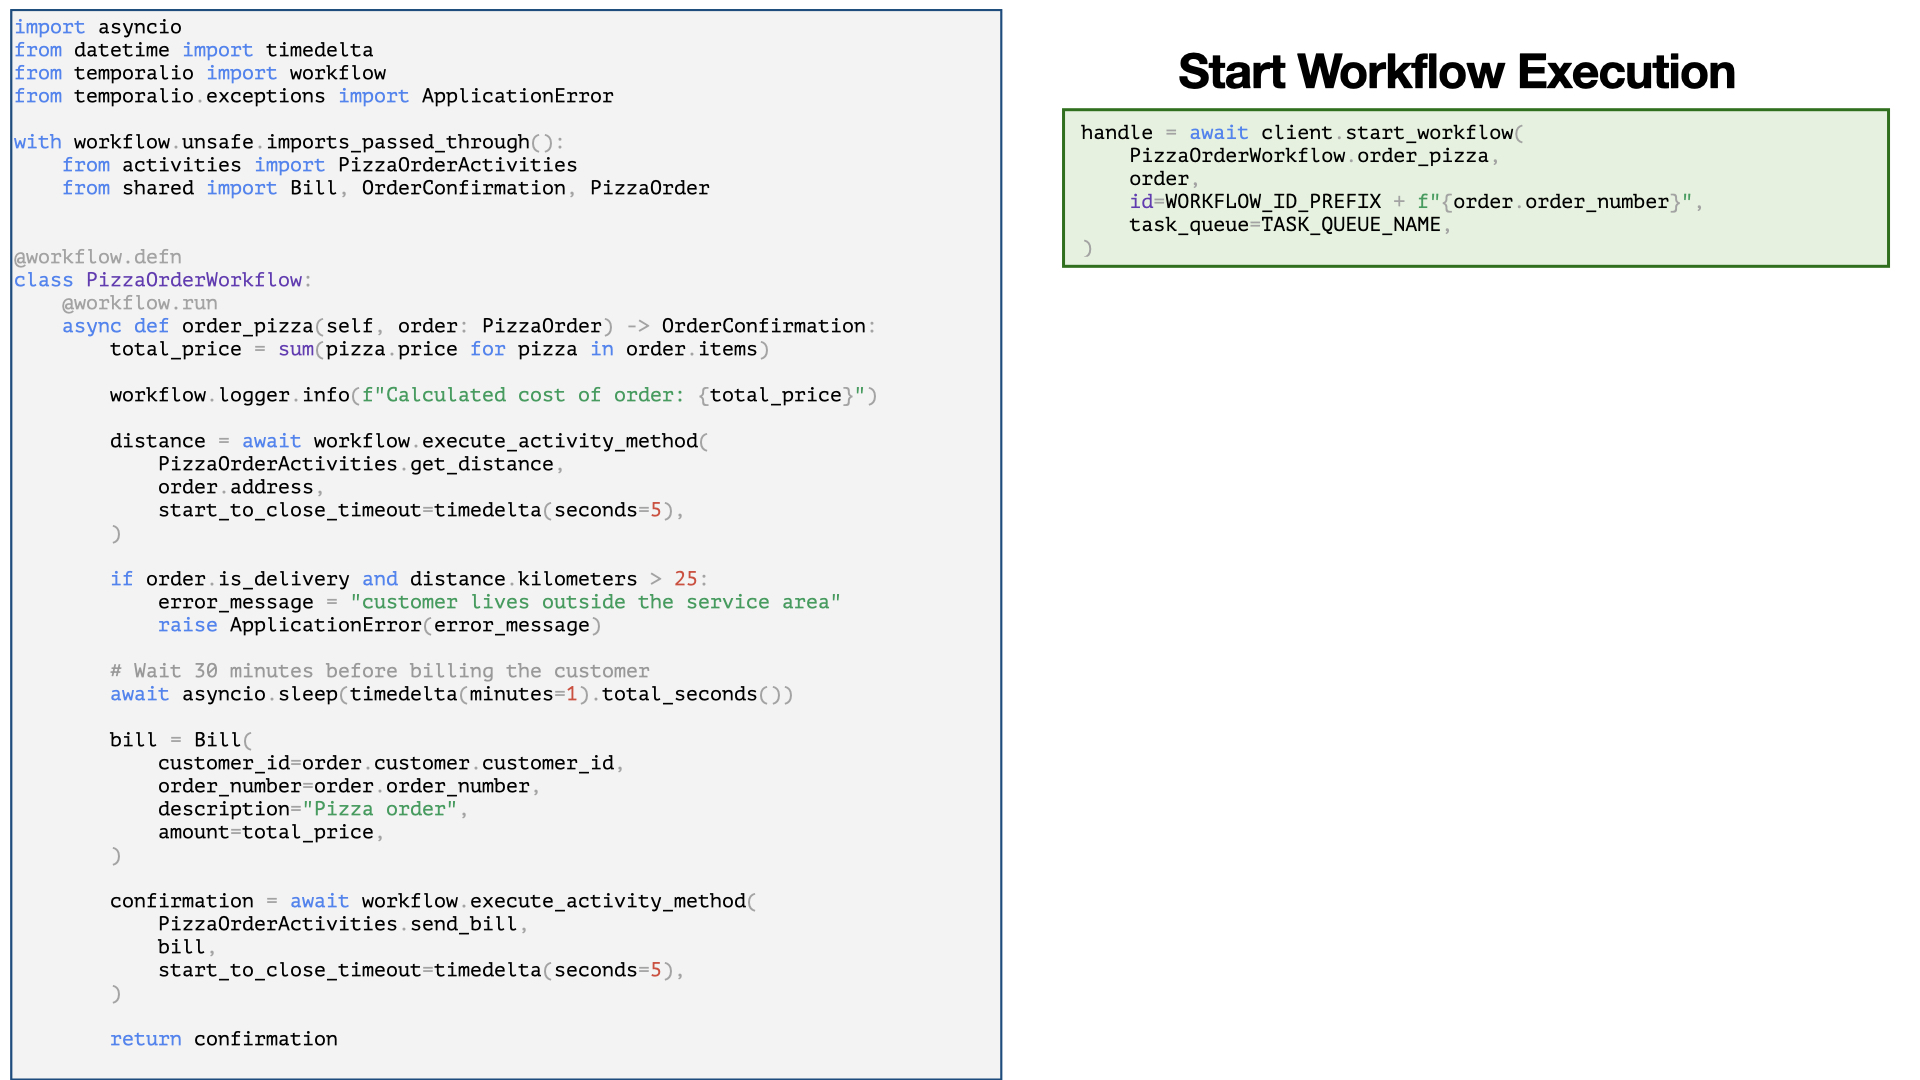 import asyncio
from datetime import timedelta
from temporalio import workflow
from temporalio.exceptions import ApplicationError

with workflow.unsafe.imports_passed_through():
    from activities import PizzaOrderActivities
    from shared import Bill, OrderConfirmation, PizzaOrder


@workflow.defn
class PizzaOrderWorkflow:
    @workflow.run
    async def order_pizza(self, order: PizzaOrder) -> OrderConfirmation:
        total_price = sum(pizza.price for pizza in order.items)

        workflow.logger.info(f"Calculated cost of order: {total_price}")

        distance = await workflow.execute_activity_method(
            PizzaOrderActivities.get_distance,
            order.address,
            start_to_close_timeout=timedelta(seconds=5),
        )

        if order.is_delivery and distance.kilometers > 25:
            error_message = "customer lives outside the service area"
            raise ApplicationError(error_message)

        # Wait 30 minutes before billing the customer
        await asyncio.sleep(timedelta(minutes=1).total_seconds())

        bill = Bill(
            customer_id=order.customer.customer_id,
            order_number=order.order_number,
            description="Pizza order",
            amount=total_price,
        )

        confirmation = await workflow.execute_activity_method(
            PizzaOrderActivities.send_bill,
            bill,
            start_to_close_timeout=timedelta(seconds=5),
        )

        return confirmation

Start Workflow Execution
handle = await client.start_workflow(
    PizzaOrderWorkflow.order_pizza,
    order,
    id=WORKFLOW_ID_PREFIX + f"{order.order_number}",
    task_queue=TASK_QUEUE_NAME,
)